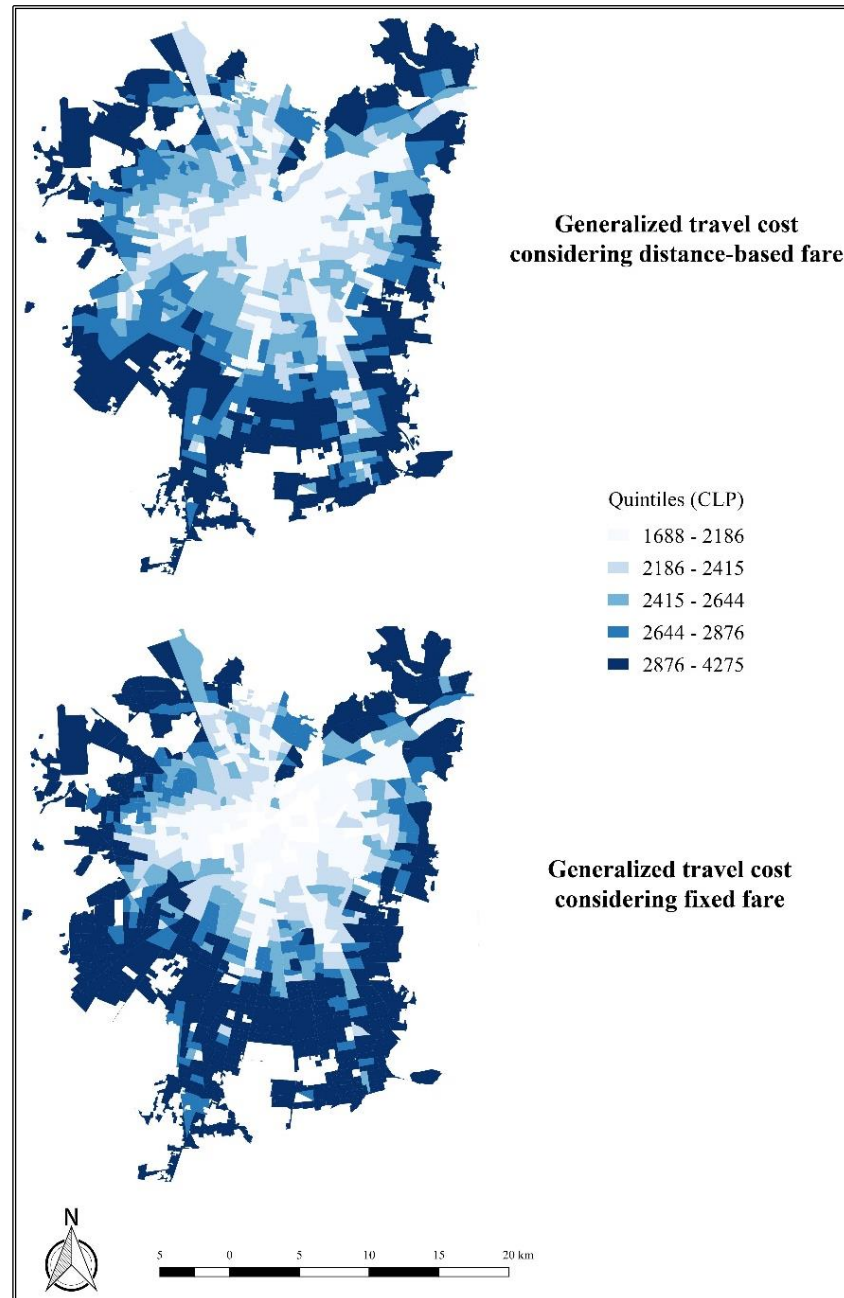 Generalized travel cost
considering distance-based fare
Quintiles (CLP)
1688 - 2186
2186 - 2415
2415 - 2644
2644 - 2876
2876 - 4275
Generalized travel cost
considering fixed fare
N
5 0 5 10 15 20 km